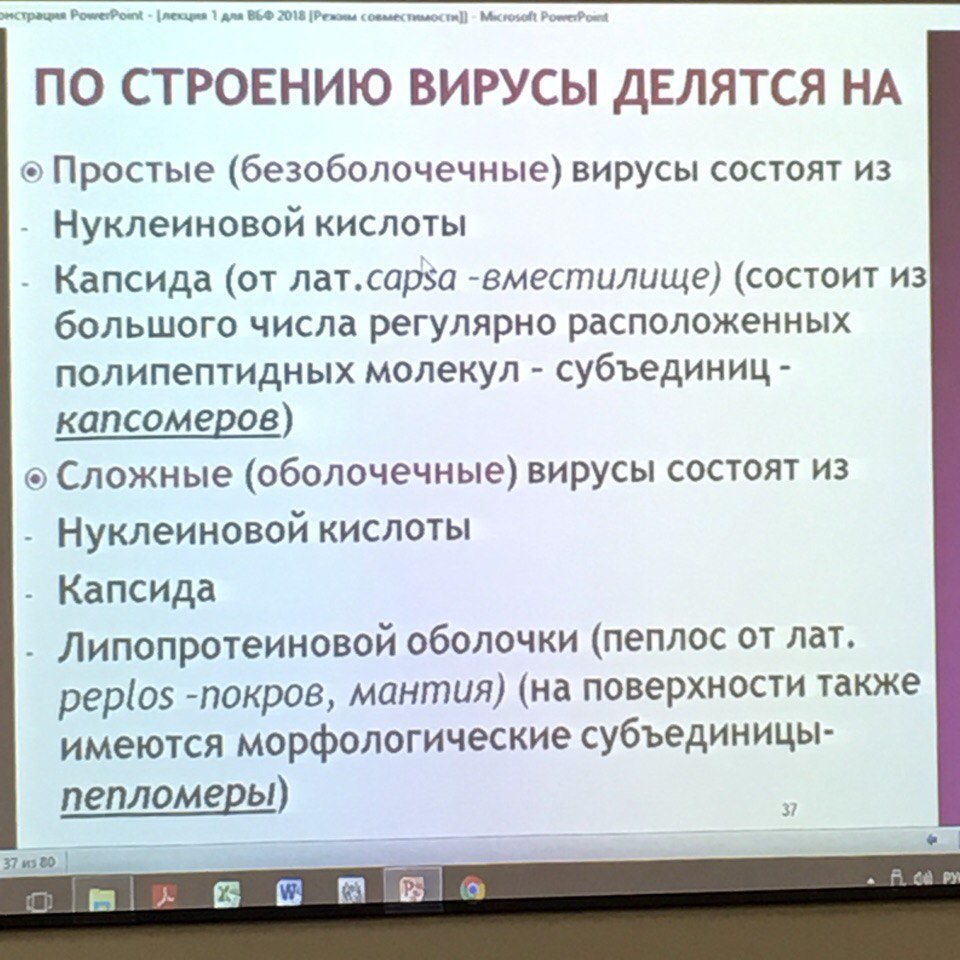 нстрация PowerPoint - [лекция 1 для ВБФ 2018 [Режим совместимости]] - Microsoft PowerPoint
ПО СТРОЕНИЮ ВИРУСЫ ДЕЛЯТСЯ НА
Простые (безоболочечные) вирусы состоят из
- Нуклеиновой кислоты
- Капсида (от лат.capsa -вместилище) (состоит из
большого числа регулярно расположенных
полипептидных молекул - субъединиц -
капсомеров)
Сложные (оболочечные) вирусы состоят из
- Нуклеиновой кислоты
- Капсида
- Липопротеиновой оболочки (пеплос от лат.
peplos -покров, мантия) (на поверхности также
имеются морфологические субъединицы-
пепломеры)
37
37 из 80
РУ